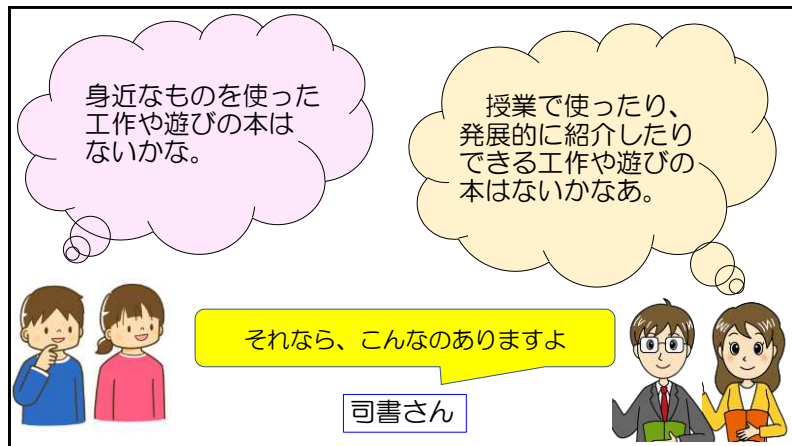 身近なものを使った
工作や遊びの本は
ないかな。
授業で使ったり、
発展的に紹介したり
できる工作や遊びの
本はないかなあ。
それなら、こんなのありますよ
司書さん